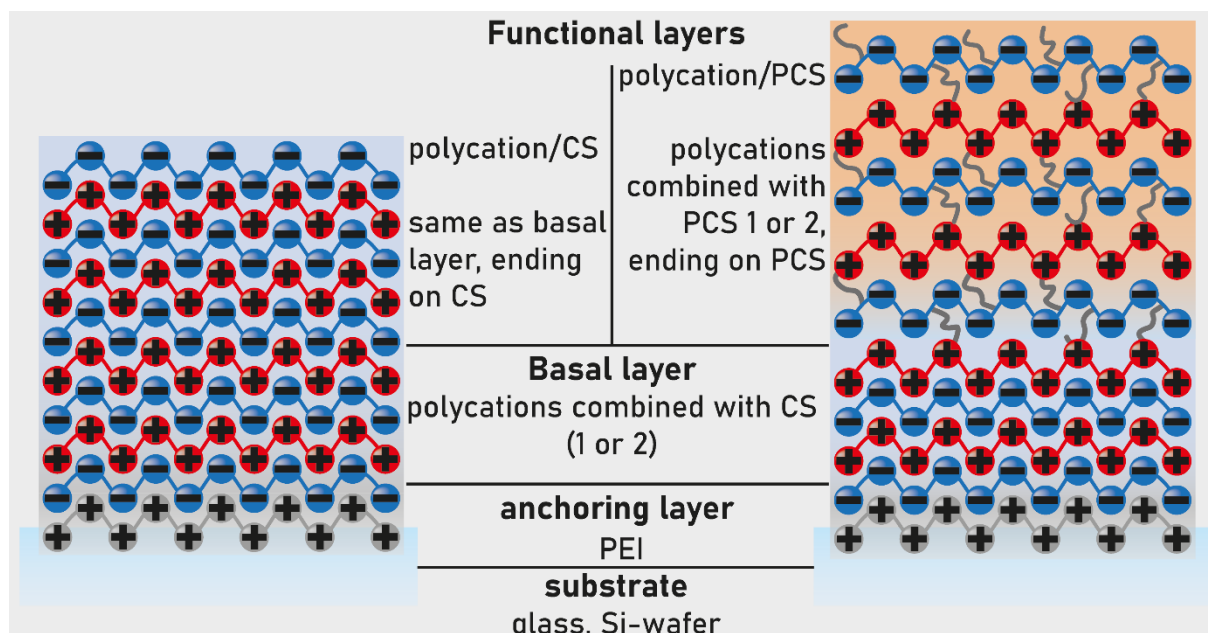 Functional layers
polycation/CS
same as basal
layer, ending
on CS
polycation/PCS
polycations
combined with
PCS 1 or 2,
ending on PCS
Basal layer
polycations combined with CS
(1 or 2)
anchoring layer
PEI
substrate
glass, Si-wafer